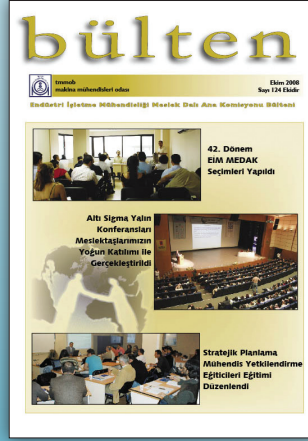 bülten
tmmob
makina mühendisleri odası
Ekim 2008
Sayı 124 Ekidir
Endüstri İşletme Mühendisliği Meslek Dalı Ana Komisyonu Bülteni
42. Dönem
EİM MEDAK
Seçimleri Yapıldı
Altı Sigma Yalın
Konferansları
Meslektaşlarımızın
Yoğun Katılımı ile
Gerçekleştirildi
Stratejik Planlama
Mühendis Yetkilendirme
Eğiticileri Eğitimi
Düzenlendi